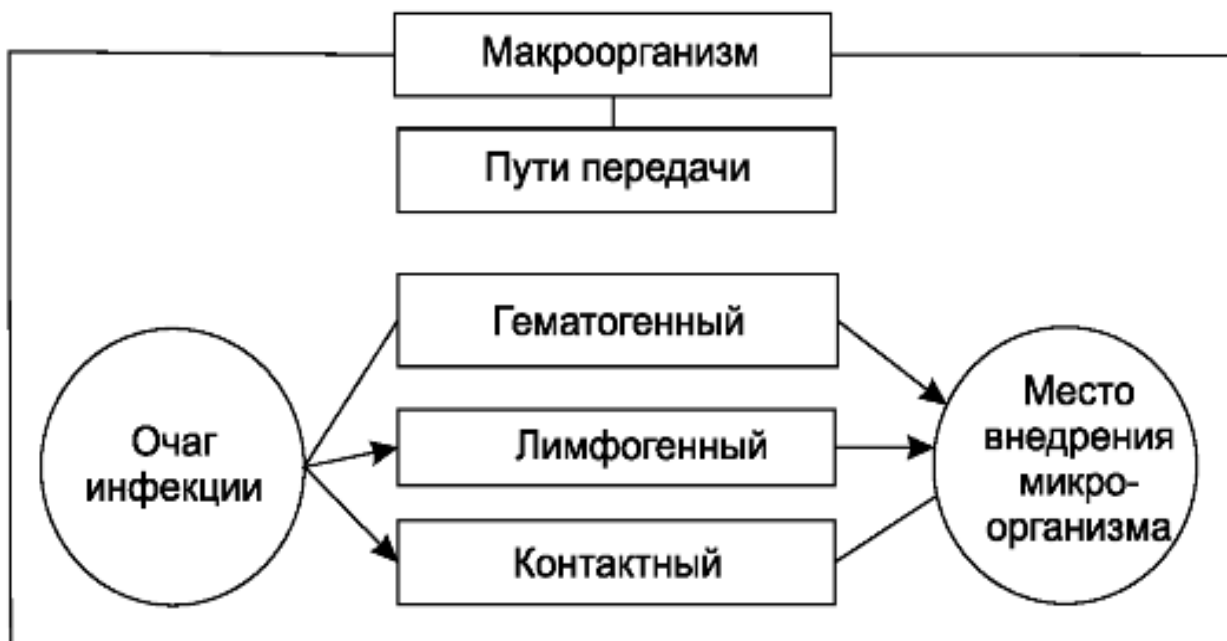 Макроорганизм
Пути передачи
Гематогенный
Очаг
инфекции
Лимфогенный
Контактный
Место
внедрения
микро-
организма